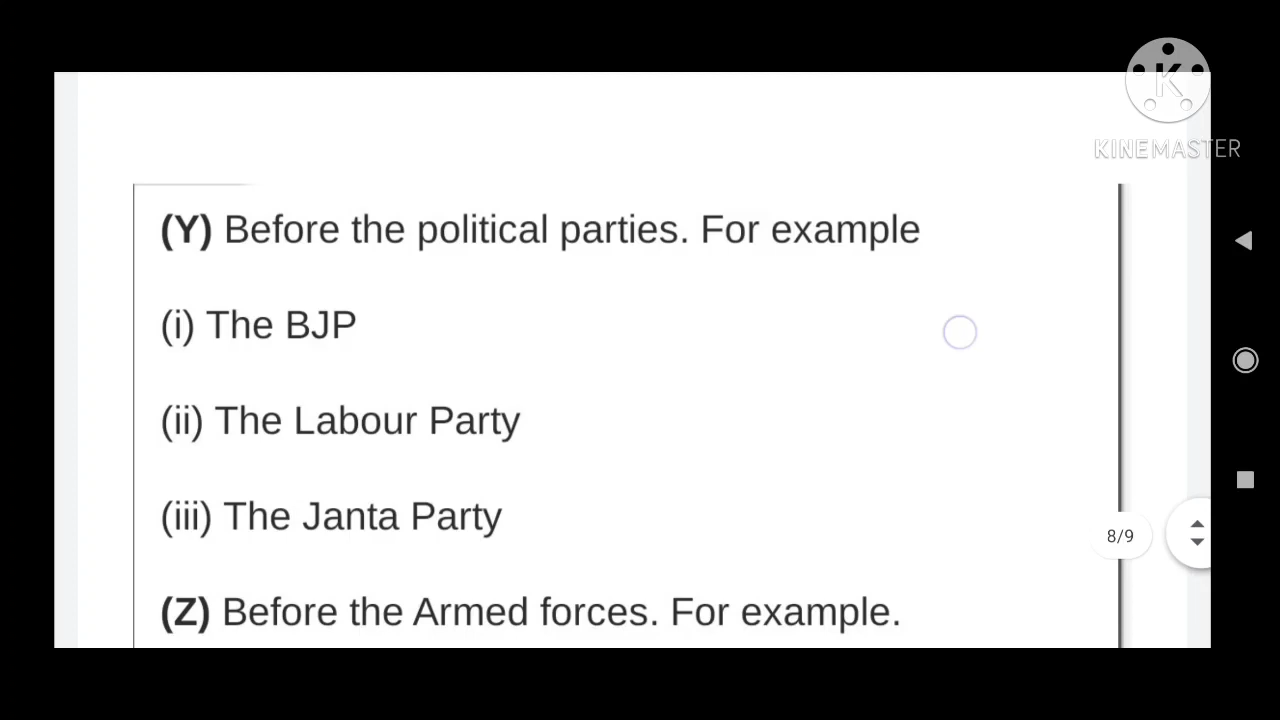 K
KINEMASTER
(Y) Before the political parties. For example
(i) The BJP
(ii) The Labour Party
(iii) The Janta Party
8/9
(Z) Before the Armed forces. For example.